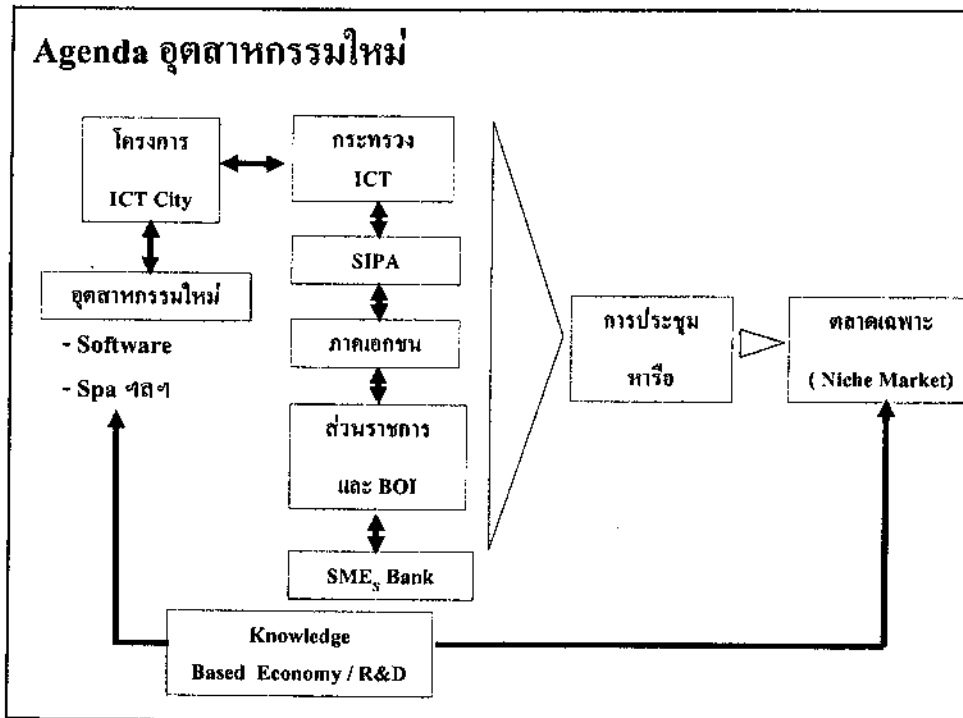 Agenda อุตสาหกรรมใหม่
โครงการ
ICT City
กระทรวง
ICT
SIPA
อุตสาหกรรมใหม่
- Software
- Spa ฯลฯ
ภาคเอกชน
ส่วนราชการ
และ BOI
SMEs Bank
การประชุม
หารือ
ตลาดเฉพาะ
( Niche Market)
Knowledge
Based Economy / R&D